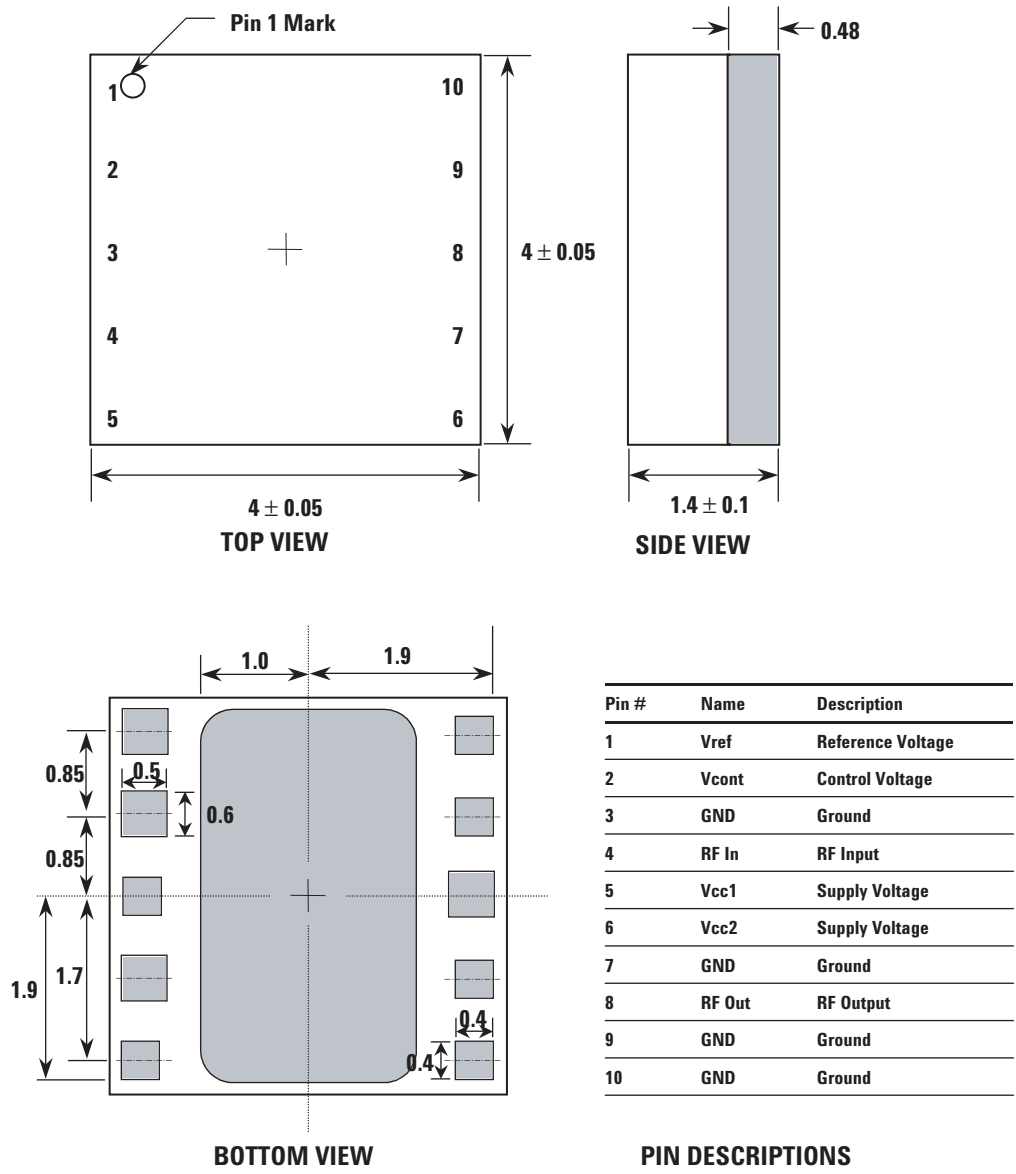 Pin 1 Mark
0.48
1 10
2 9
3 8
4 ± 0.05
4 7
5 6
4 ± 0.05
1.4 ± 0.1
TOP VIEW
SIDE VIEW
1.0 1.9
0.85 0.5
0.6
0.85
1.9 1.7
0.4
0.4
BOTTOM VIEW
Pin # Name Description
1 Vref Reference Voltage
2 Vcont Control Voltage
3 GND Ground
4 RF In RF Input
5 Vcc1 Supply Voltage
6 Vcc2 Supply Voltage
7 GND Ground
8 RF Out RF Output
9 GND Ground
10 GND Ground
PIN DESCRIPTIONS